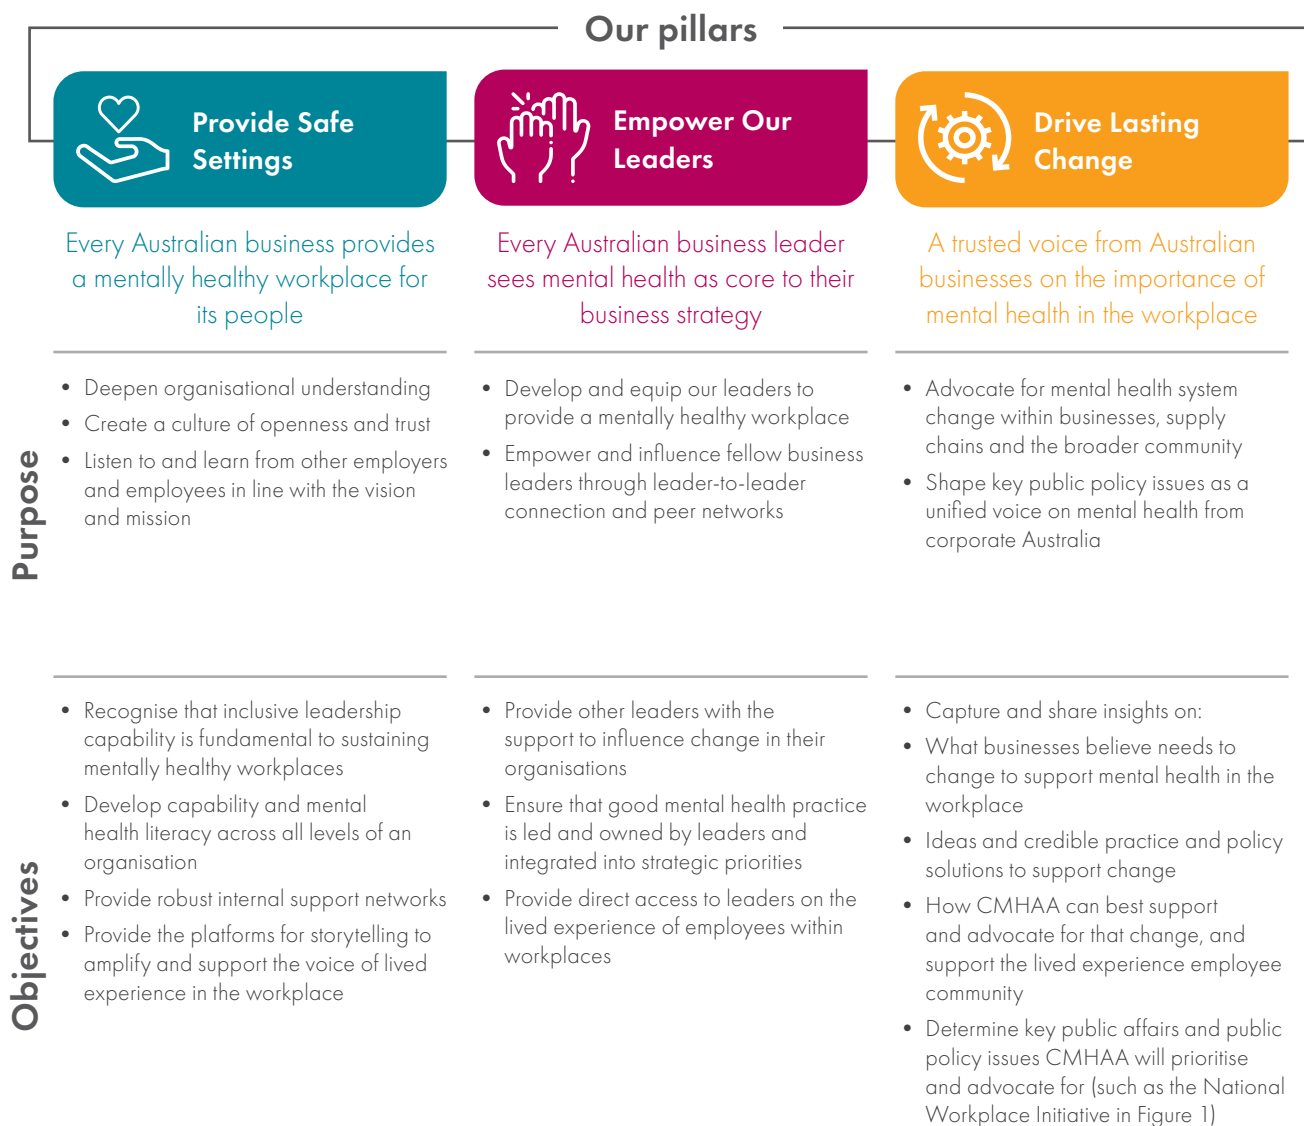 Our pillars
Provide Safe
Settings
Empower Our
Leaders
Drive Lasting
Change
Every Australian business provides
a mentally healthy workplace for
its people
Every Australian business leader
sees mental health as core to their
business strategy
A trusted voice from Australian
businesses on the importance of
mental health in the workplace
Purpose
• Deepen organisational understanding
• Create a culture of openness and trust
• Listen to and learn from other employers
and employees in line with the vision
and mission
• Develop and equip our leaders to
provide a mentally healthy workplace
• Empower and influence fellow business
leaders through leader-to-leader
connection and peer networks
• Advocate for mental health system
change within businesses, supply
chains and the broader community
• Shape key public policy issues as a
unified voice on mental health from
corporate Australia
Objectives
• Recognise that inclusive leadership
capability is fundamental to sustaining
mentally healthy workplaces
• Develop capability and mental
health literacy across all levels of an
organisation
• Provide robust internal support networks
• Provide the platforms for storytelling to
amplify and support the voice of lived
experience in the workplace
• Provide other leaders with the
support to influence change in their
organisations
• Ensure that good mental health practice
is led and owned by leaders and
integrated into strategic priorities
• Provide direct access to leaders on the
lived experience of employees within
workplaces
• Capture and share insights on:
• What businesses believe needs to
change to support mental health in the
workplace
• Ideas and credible practice and policy
solutions to support change
• How CMHAA can best support
and advocate for that change, and
support the lived experience employee
community
• Determine key public affairs and public
policy issues CMHAA will prioritise
and advocate for (such as the National
Workplace Initiative in Figure 1)